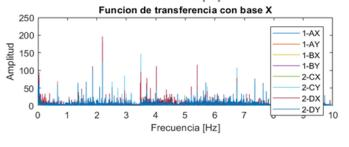 Funcion de transferencia con base X
Amplitud
250
200
150
100
50
0
0 1 2 3 4 5 6 7 8 9 10
Frecuencia [Hz]
1-AX
1-AY
1-BX
1-BY
2-CX
2-CY
2-DX
2-DY